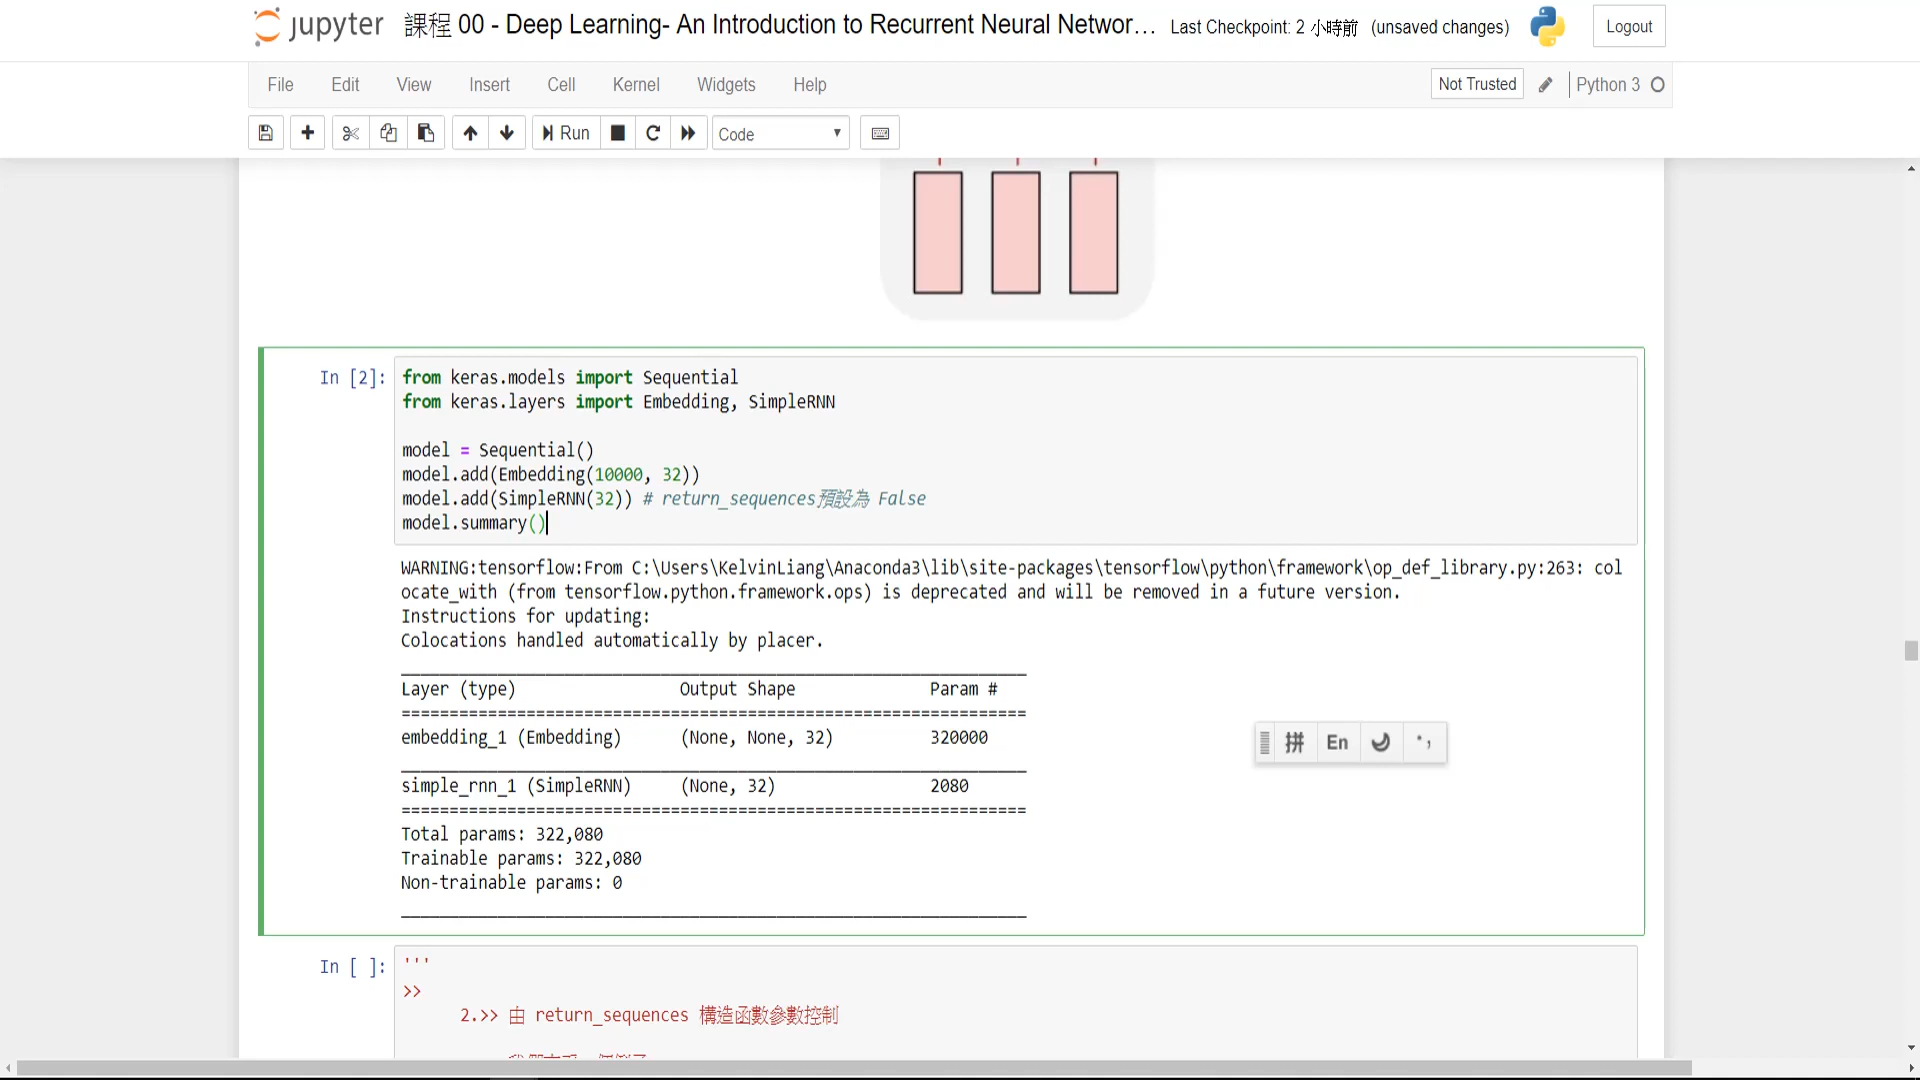 jupyter 課程 00 - Deep Learning- An Introduction to Recurrent Neural Networ... Last Checkpoint: 2 小時前 (unsaved changes) Logout
File Edit View Insert Cell Kernel Widgets Help Not Trusted Python 3
Run Code
In [2]: from keras.models import Sequential
from keras.layers import Embedding, SimpleRNN
model = Sequential()
model.add(Embedding(10000, 32))
model.add(SimpleRNN(32)) # return_sequences預設為 False
model.summary()
WARNING:tensorflow:From C:\Users\KelvinLiang\Anaconda3\lib\site-packages\tensorflow\python\framework\op_def_library.py:263: col
ocate_with (from tensorflow.python.framework.ops) is deprecated and will be removed in a future version.
Instructions for updating:
Colocations handled automatically by placer.
_________________________________________________________________
Layer (type) Output Shape Param #
=================================================================
embedding_1 (Embedding) (None, None, 32) 320000
_________________________________________________________________
simple_rnn_1 (SimpleRNN) (None, 32) 2080
=================================================================
Total params: 322,080
Trainable params: 322,080
Non-trainable params: 0
_________________________________________________________________
拼 En
In [ ]: '''
>>
2.>> 由 return_sequences 構造函數參數控制